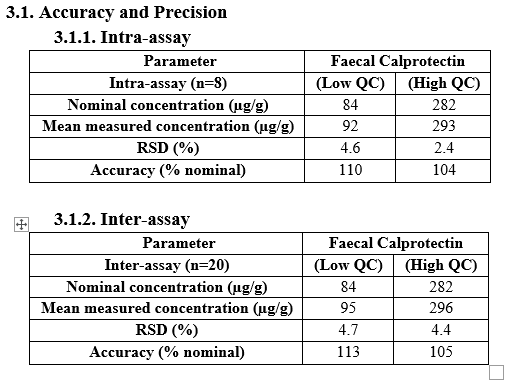 3.1. Accuracy and Precision
3.1.1. Intra-assay
Parameter Faecal Calprotectin
Intra-assay (n=8) (Low QC) (High QC)
Nominal concentration (µg/g) 84 282
Mean measured concentration (µg/g) 92 293
RSD (%) 4.6 2.4
Accuracy (% nominal) 110 104
3.1.2. Inter-assay
Parameter Faecal Calprotectin
Inter-assay (n=20) (Low QC) (High QC)
Nominal concentration (µg/g) 84 282
Mean measured concentration (µg/g) 95 296
RSD (%) 4.7 4.4
Accuracy (% nominal) 113 105